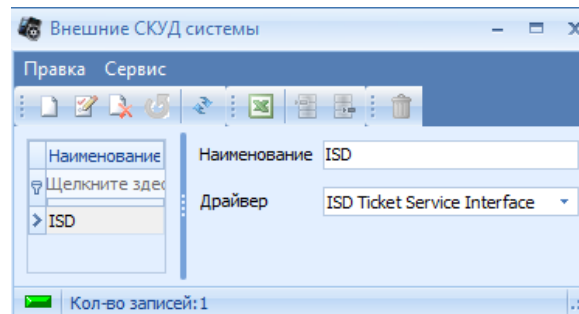 Внешние СКУД системы
Правка Сервис
Наименование
Щелкните здес
ISD
Наименование ISD
Драйвер ISD Ticket Service Interface
Кол-во записей:1